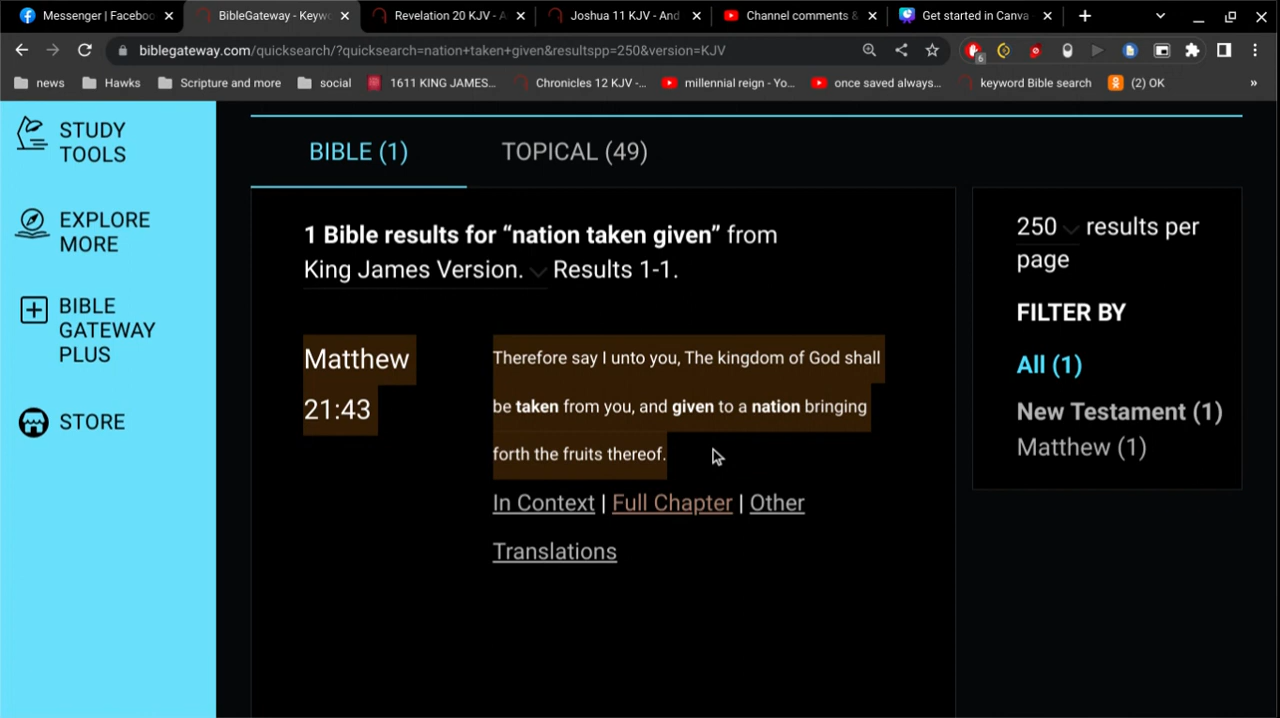 Messenger | Faceboo
BibleGateway - Keyw
Revelation 20 KJV - A
Joshua 11 KJV - And
Channel comments &
Get started in Canva
biblegateway.com/quicksearch/?quicksearch=nation+taken+given&resultspp=250&version=KJV
6
news
Hawks
Scripture and more
social
1611 KING JAMES...
Chronicles 12 KJV -...
millennial reign - Yo...
once saved always...
keyword Bible search
(2) OK
»
STUDY
TOOLS
EXPLORE
MORE
BIBLE
GATEWAY
PLUS
STORE
BIBLE (1)
TOPICAL (49)
1 Bible results for “nation taken given” from
King James Version. Results 1-1.
Matthew
21:43
Therefore say I unto you, The kingdom of God shall
be taken from you, and given to a nation bringing
forth the fruits thereof.
In Context | Full Chapter | Other
Translations
250 results per
page
FILTER BY
All (1)
New Testament (1)
Matthew (1)